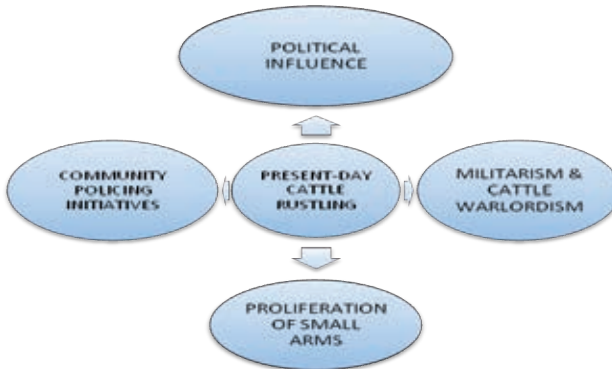 POLITICAL
INFLUENCE
COMMUNITY
POLICING
INITIATIVES
PRESENT-DAY
CATTLE
RUSTLING
MILITARISM &
CATTLE
WARLORDISM
PROLIFERATION
OF SMALL
ARMS